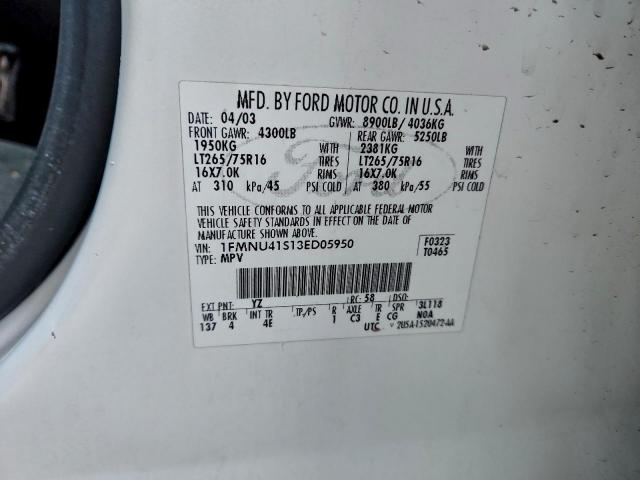 MFD. BY FORD MOTOR CO. IN U.S.A.
DATE: 04/03 GVWR: 8900LB/ 4036KG
FRONT GAWR: 4300LB REAR GAWR: 5250LB
1950KG WITH 2381KG WITH
LT265/75R16 TIRES LT265/75R16 TIRES
16X7.0K RIMS 16X7.0K RIMS
AT 310 kPa/45 PSI COLD AT 380 kPa/55 PSI COLD
Ford
THIS VEHICLE CONFORMS TO ALL APPLICABLE FEDERAL MOTOR
VEHICLE SAFETY STANDARDS IN EFFECT ON THE DATE OF
MANUFACTURE SHOWN ABOVE.
VIN: 1FMNU41S13ED05950 F0323
TYPE: MPV T0465
EXT PNT: YZ RC: 58 DSO:
WB BRK INT TR TP/PS R AXLE TR SPR 3L118
137 4 4E 1 C3 E CG N0A
UTC V 2U5A-1520472-AA